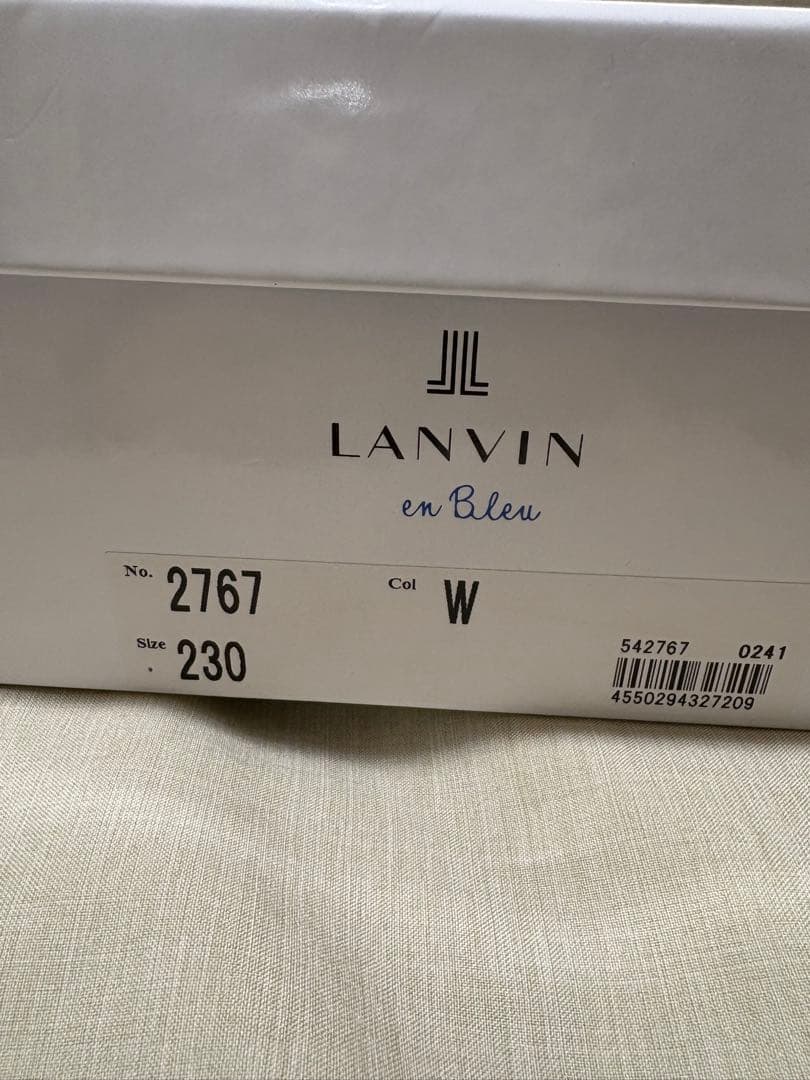 LANVIN
en Bleu
No. 2767 Col W
Size 230
542767 0241
4550294327209